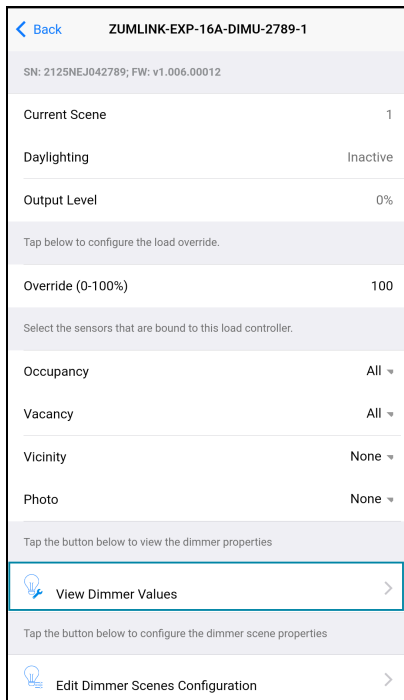 Back ZUMLINK-EXP-16A-DIMU-2789-1
SN: 2125NEJ042789; FW: v1.006.00012
Current Scene 1
Daylighting Inactive
Output Level 0%
Tap below to configure the load override.
Override (0-100%) 100
Select the sensors that are bound to this load controller.
Occupancy All
Vacancy All
Vicinity None
Photo None
Tap the button below to view the dimmer properties
View Dimmer Values
Tap the button below to configure the dimmer scene properties
Edit Dimmer Scenes Configuration